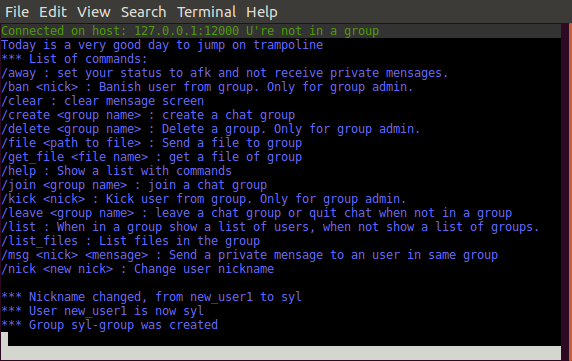 File Edit View Search Terminal Help
Connected on host: 127.0.0.1:12000 U're not in a group
Today is a very good day to jump on trampoline
*** List of commands:
/away : set your status to afk and not receive private mensages.
/ban <nick> : Banish user from group. Only for group admin.
/clear : clear mensage screen
/create <group name> : create a chat group
/delete <group name> : Delete a group. Only for group admin.
/file <path to file> : Send a file to group
/get_file <file name> : get a file of group
/help : Show a list with commands
/join <group name> : join a chat group
/kick <nick> : Kick user from group. Only for group admin.
/leave <group name> : leave a chat group or quit chat when not in a group
/list : When in a group show a list of users, when not show a list of groups.
/list_files : List files in the group
/msg <nick> <mensage> : Send a private mensage to an user in same group
/nick <new nick> : Change user nickname
*** Nickname changed, from new_user1 to syl
*** User new_user1 is now syl
*** Group syl-group was created